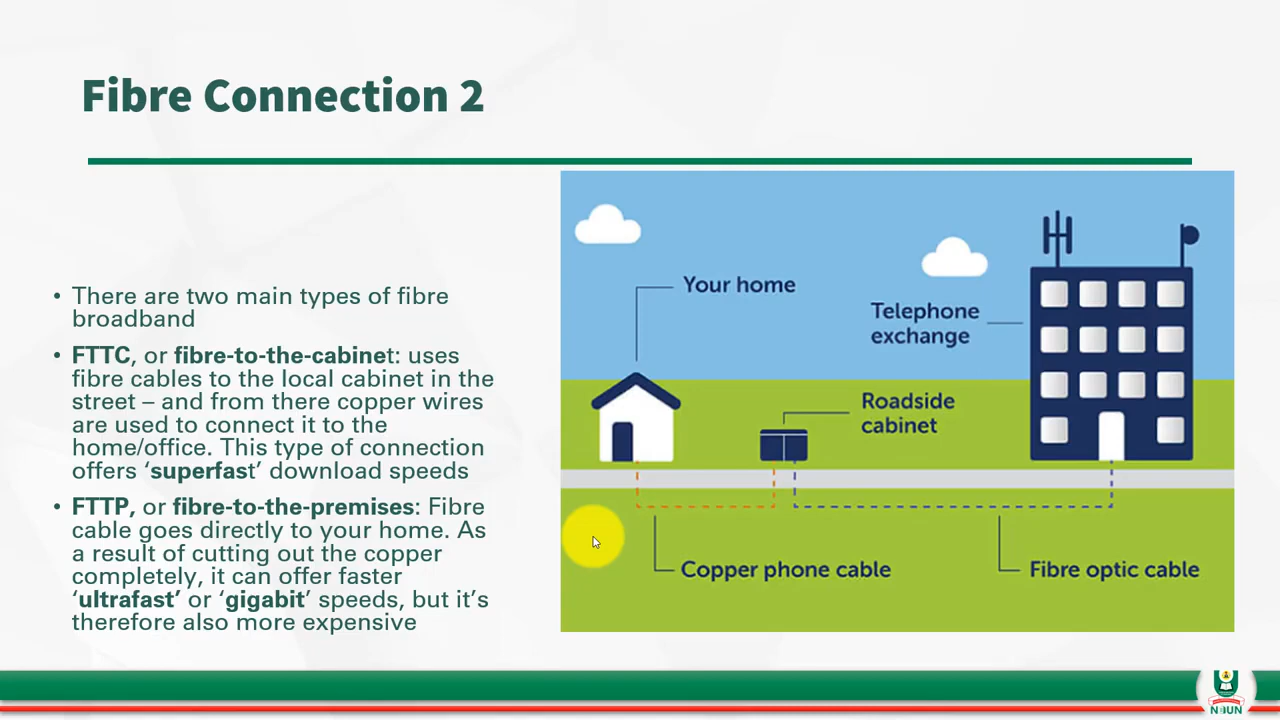 Fibre Connection 2
• There are two main types of fibre
broadband
• FTTC, or fibre-to-the-cabinet: uses
fibre cables to the local cabinet in the
street – and from there copper wires
are used to connect it to the
home/office. This type of connection
offers ‘superfast’ download speeds
• FTTP, or fibre-to-the-premises: Fibre
cable goes directly to your home. As
a result of cutting out the copper
completely, it can offer faster
‘ultrafast’ or ‘gigabit’ speeds, but it’s
therefore also more expensive
Your home
Telephone
exchange
Roadside
cabinet
Copper phone cable
Fibre optic cable
NOUN